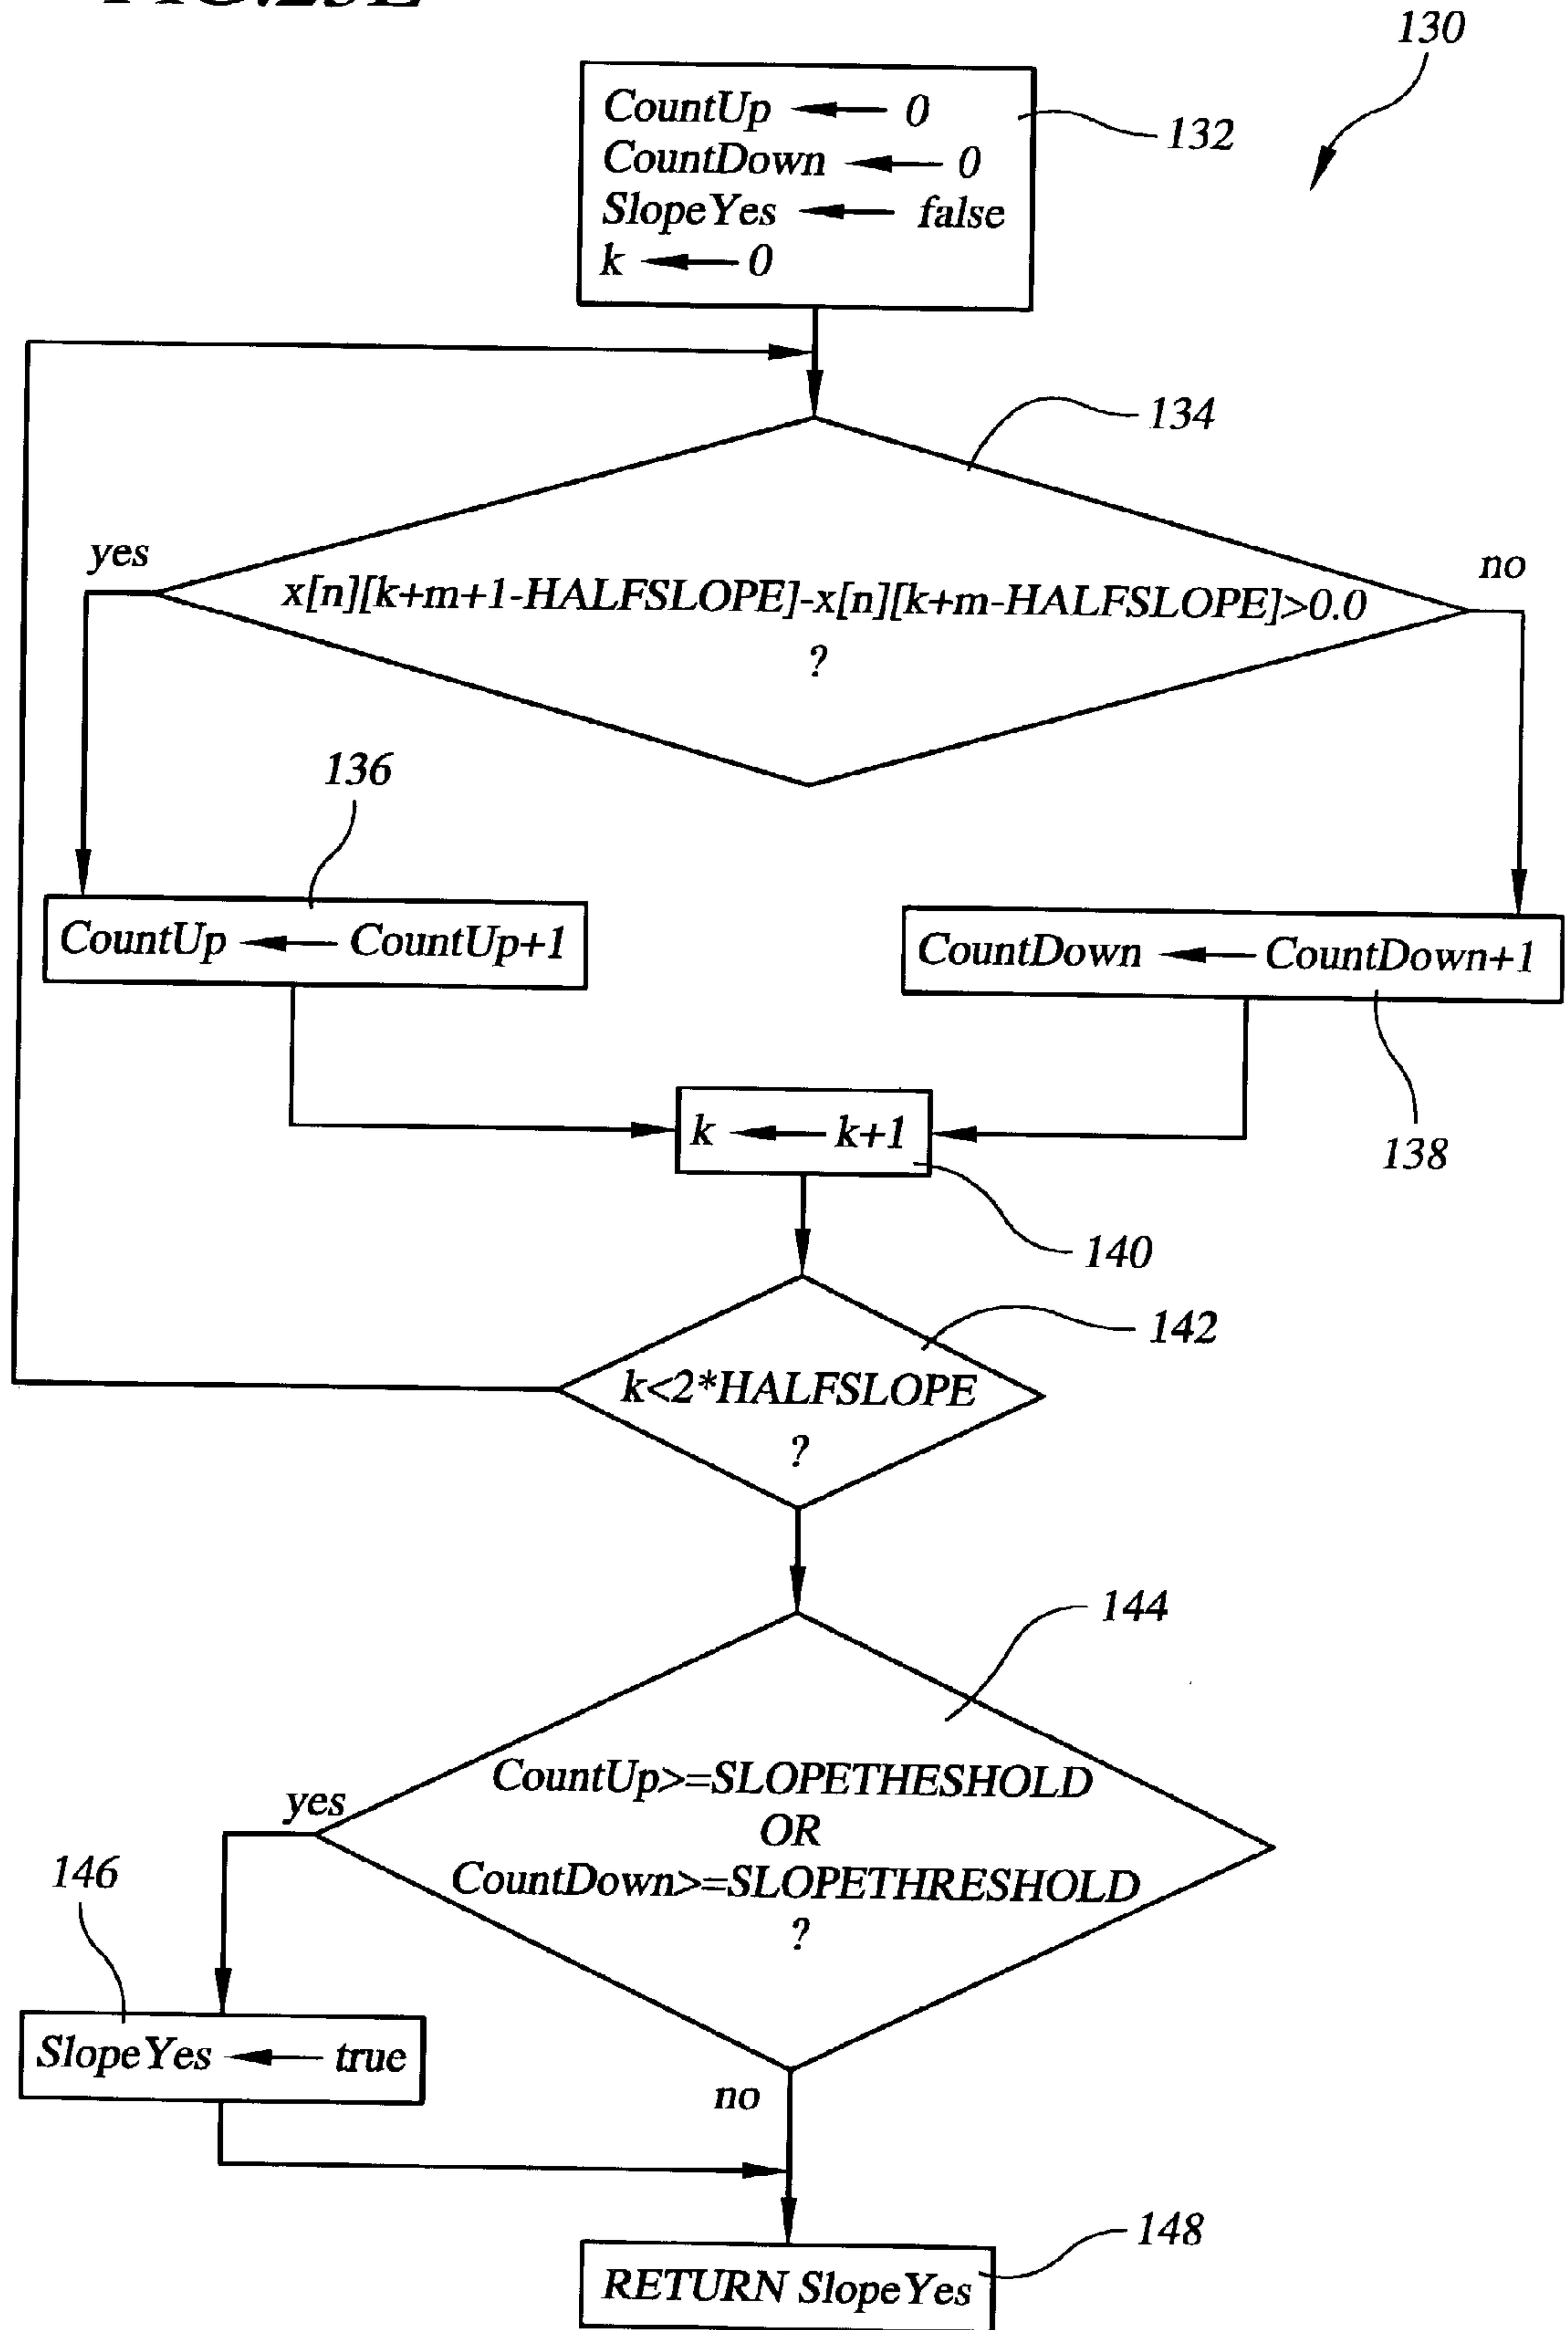 130
CountUp ← 0
132
CountDown ← 0
SlopeYes ← false
k ← 0
134
yes
no
x[n][k+m+1-HALFSLOPE]-x[n][k+m-HALFSLOPE]>0.0
?
136
CountUp ← CountUp+1
CountDown ← CountDown+1
k ← k+1
138
140
142
k<2*HALFSLOPE
?
144
CountUp>=SLOPETHESHOLD
yes
OR
146
CountDown>=SLOPETHRESHOLD
?
SlopeYes ← true
no
148
RETURN SlopeYes